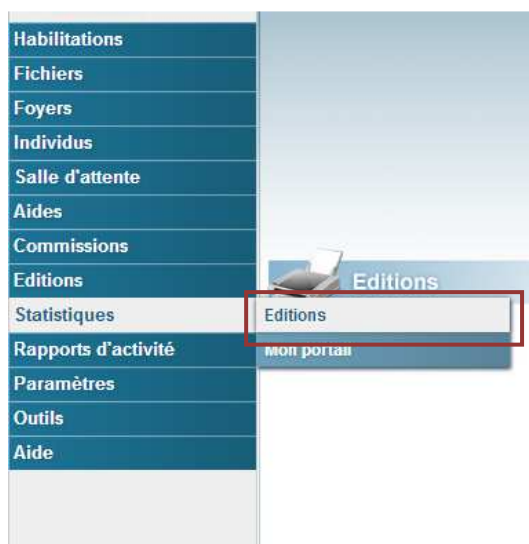 Habilitations
Fichiers
Foyers
Individus
Salle d'attente
Aides
Commissions
Editions
Editions
Statistiques
Editions
Rapports d'activité
Mon portail
Paramètres
Outils
Aide